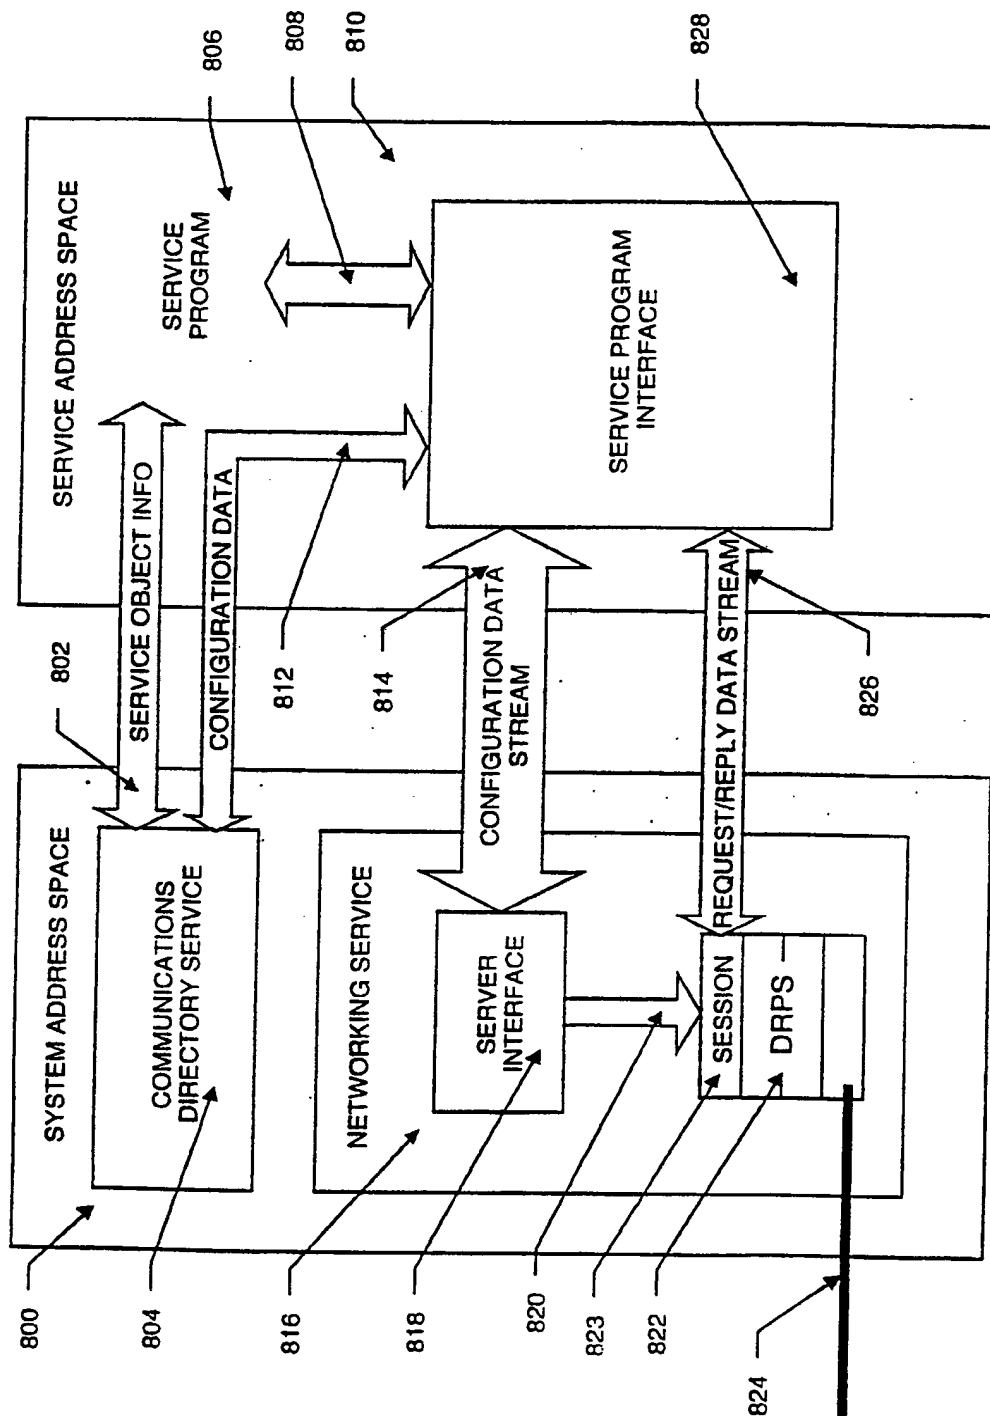 SYSTEM ADDRESS SPACE
COMMUNICATIONS
DIRECTORY SERVICE
NETWORKING SERVICE
SERVER
INTERFACE
SESSION
DRPS
SERVICE OBJECT INFO
CONFIGURATION DATA
CONFIGURATION DATA
STREAM
REQUEST/REPLY DATA STREAM
SERVICE ADDRESS SPACE
SERVICE
PROGRAM
SERVICE PROGRAM
INTERFACE
800
804
816
818
820
823
822
824
802
812
814
826
806
808
810
828